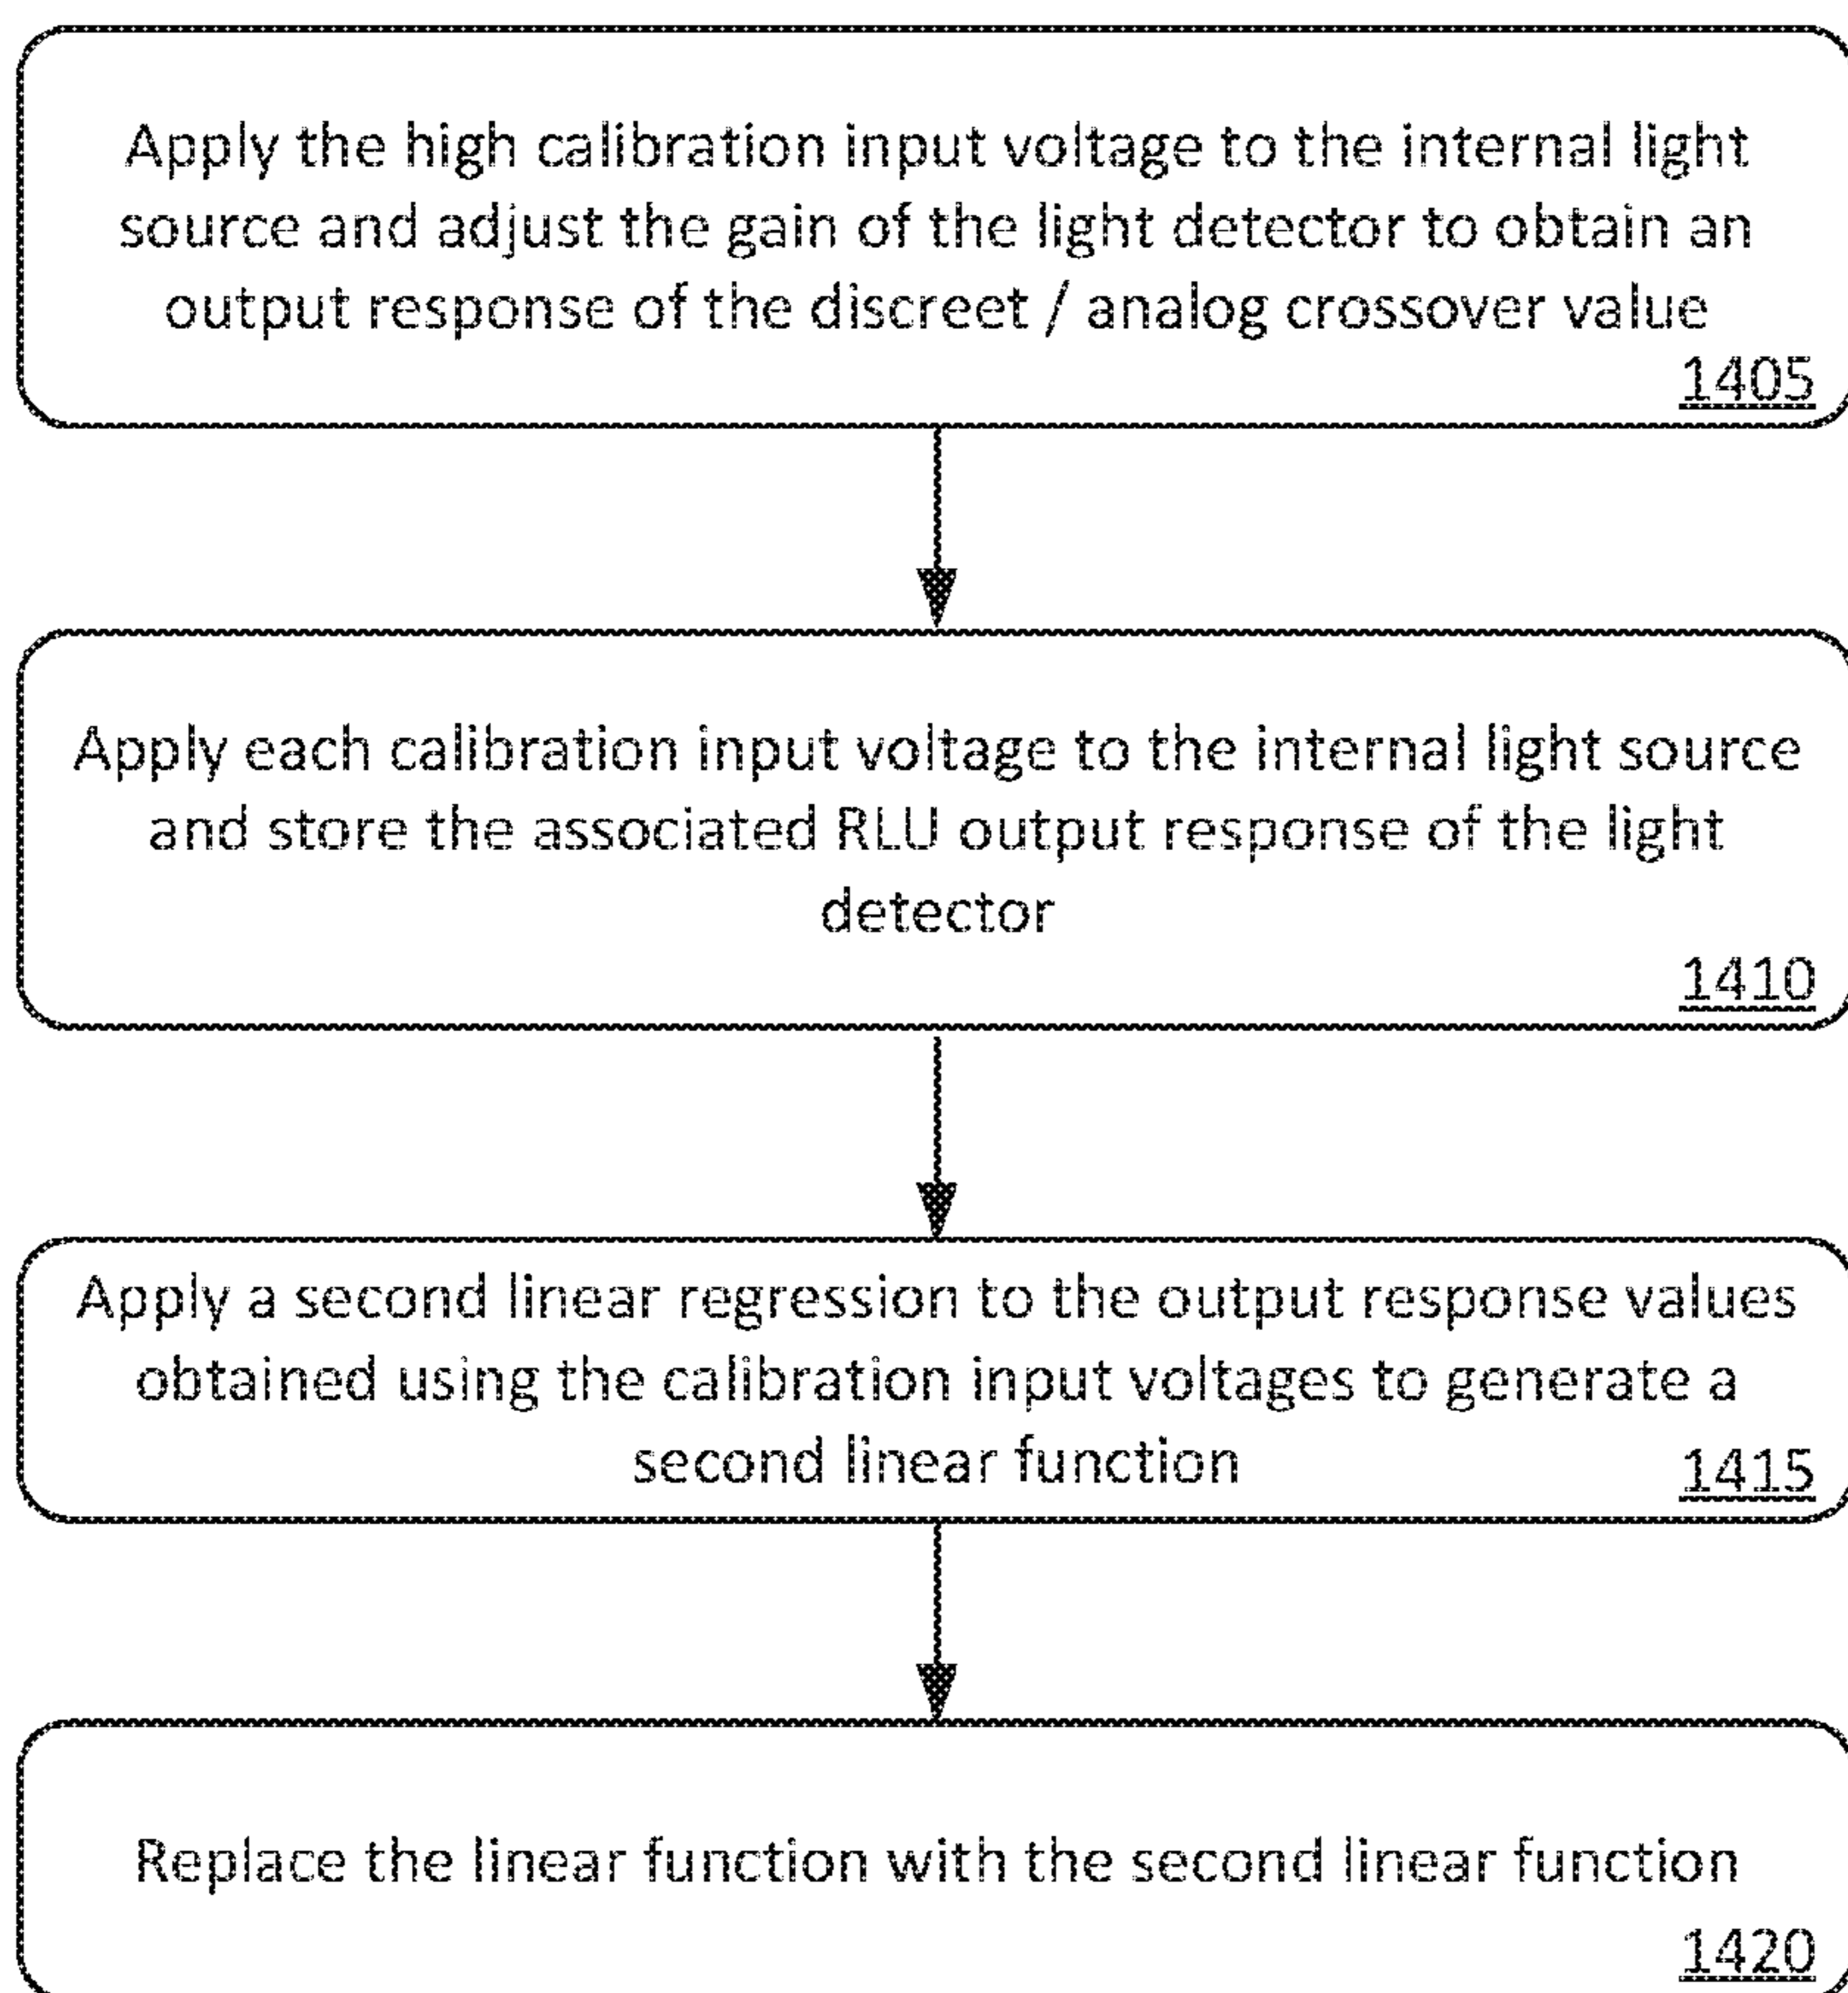 Apply the high calibration input voltage to the internal light
source and adjust the gain of the light detector to obtain an
output response of the discreet / analog crossover value
1405
Apply each calibration input voltage to the internal light source
and store the associated RLU output response of the light
detector
1410
Apply a second linear regression to the output response values
obtained using the calibration input voltages to generate a
second linear function
1415
Replace the linear function with the second linear function
1420